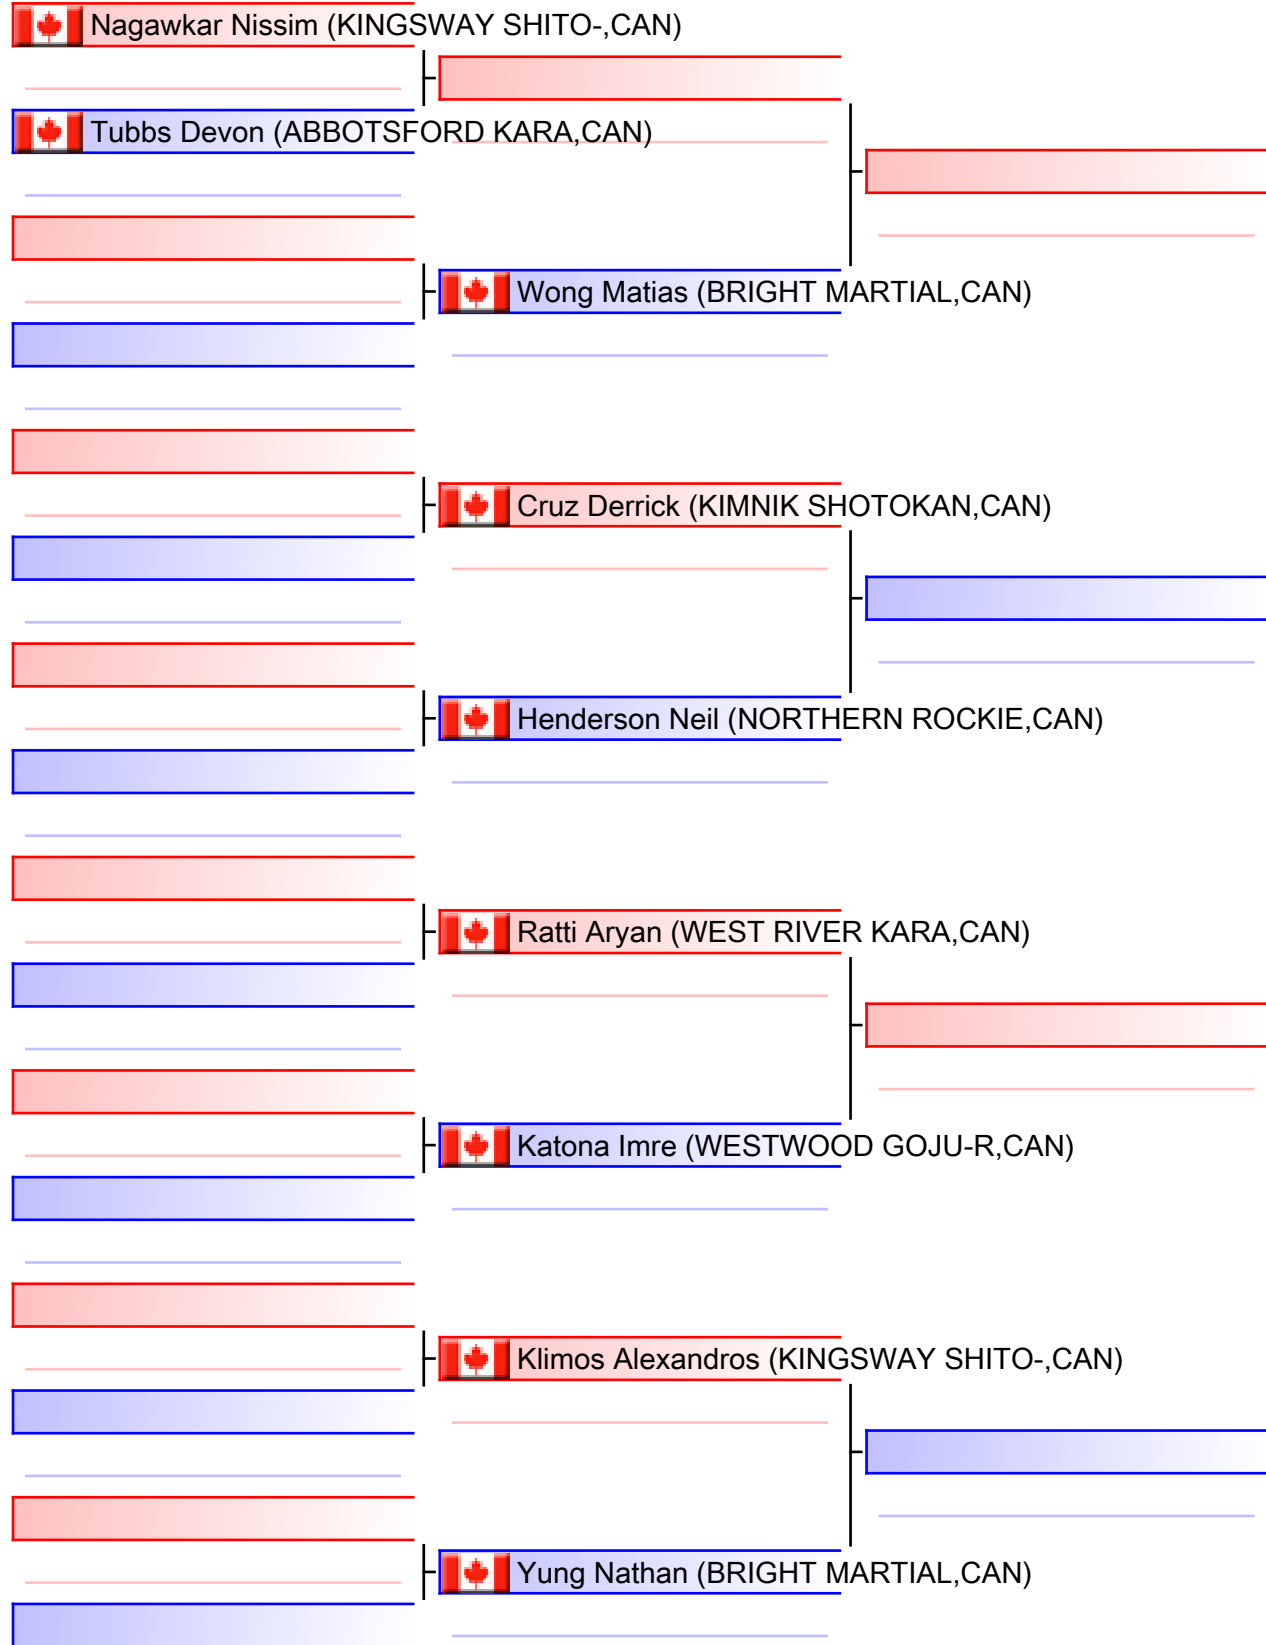 Nagawkar Nissim (KINGSWAY SHITO-,CAN)
Tubbs Devon (ABBOTSFORD KARA,CAN)
Wong Matias (BRIGHT MARTIAL,CAN)
Cruz Derrick (KIMNIK SHOTOKAN,CAN)
Henderson Neil (NORTHERN ROCKIE,CAN)
Ratti Aryan (WEST RIVER KARA,CAN)
Katona Imre (WESTWOOD GOJU-R,CAN)
Klimos Alexandros (KINGSWAY SHITO-,CAN)
Yung Nathan (BRIGHT MARTIAL,CAN)